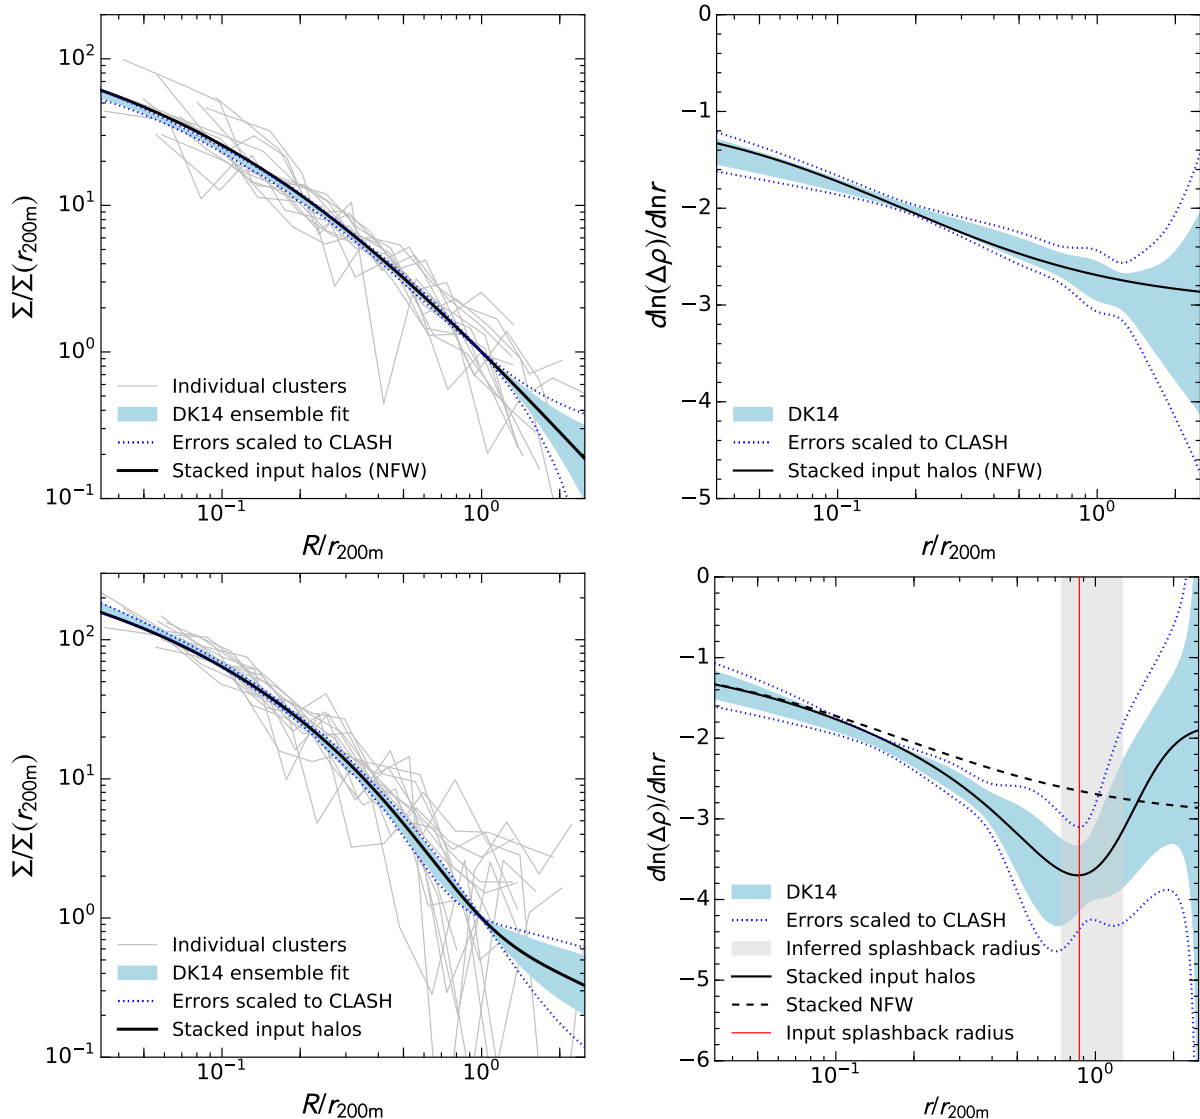 10²
10¹
10⁰
10⁻¹
Σ/Σ(r₂₀₀ₘ)
Individual clusters
DK14 ensemble fit
Errors scaled to CLASH
Stacked input halos (NFW)
10⁻¹
10⁰
R/r₂₀₀ₘ
0
−1
−2
−3
−4
−5
dln(Δρ)/dlnr
DK14
Errors scaled to CLASH
Stacked input halos (NFW)
10⁻¹
10⁰
r/r₂₀₀ₘ
10²
10¹
10⁰
10⁻¹
Σ/Σ(r₂₀₀ₘ)
Individual clusters
DK14 ensemble fit
Errors scaled to CLASH
Stacked input halos
10⁻¹
10⁰
R/r₂₀₀ₘ
0
−1
−2
−3
−4
−5
−6
dln(Δρ)/dlnr
DK14
Errors scaled to CLASH
Inferred splashback radius
Stacked input halos
Stacked NFW
Input splashback radius
10⁻¹
10⁰
r/r₂₀₀ₘ